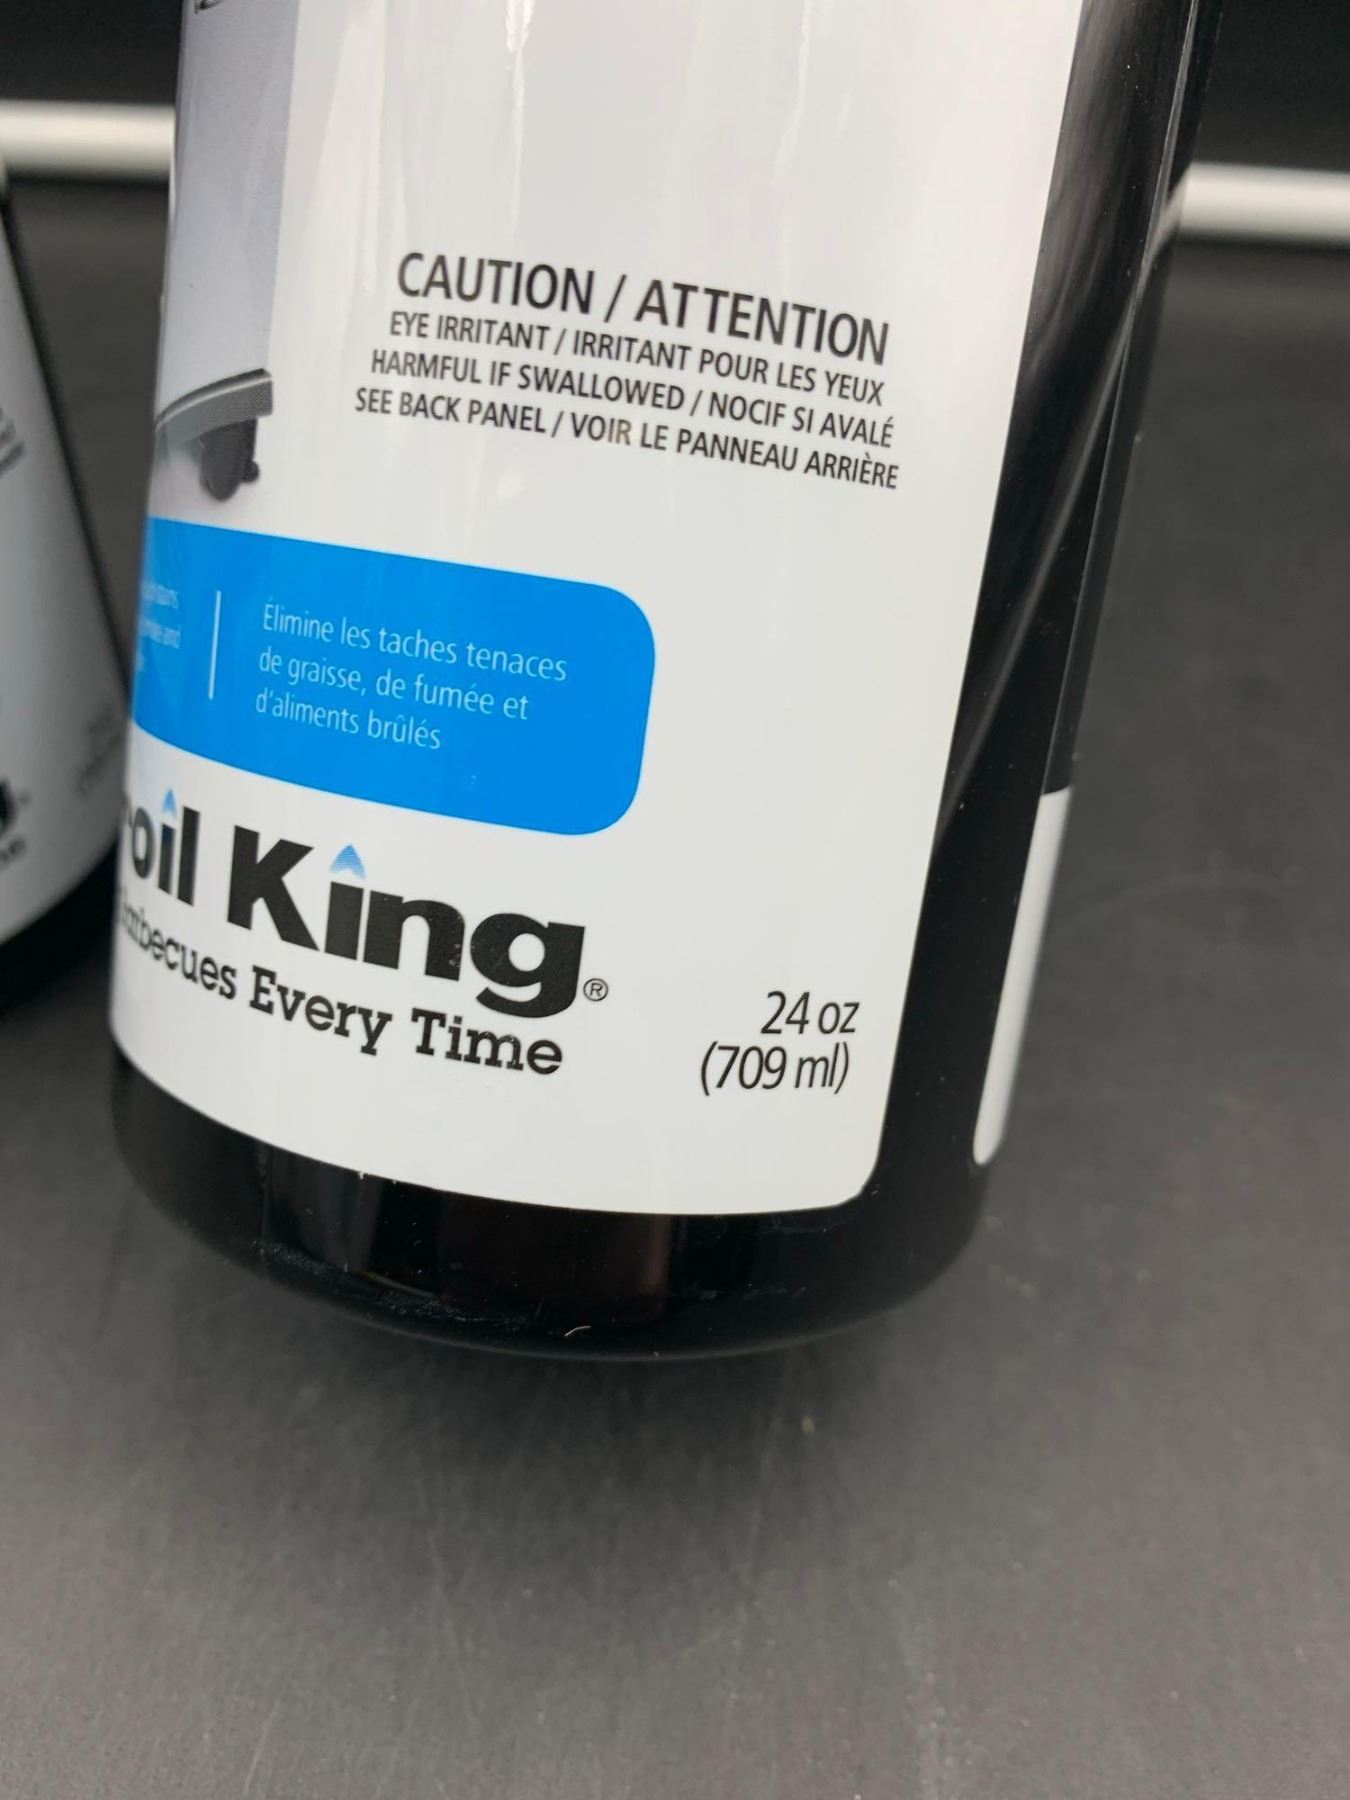 CAUTION / ATTENTION
EYE IRRITANT / IRRITANT POUR LES YEUX
HARMFUL IF SWALLOWED / NOCIF SI AVALÉ
SEE BACK PANEL / VOIR LE PANNEAU ARRIÈRE
Élimine les taches tenaces
de graisse, de fumée et
d'aliments brûlés
oil King®
Every Time
24 oz
(709 ml)